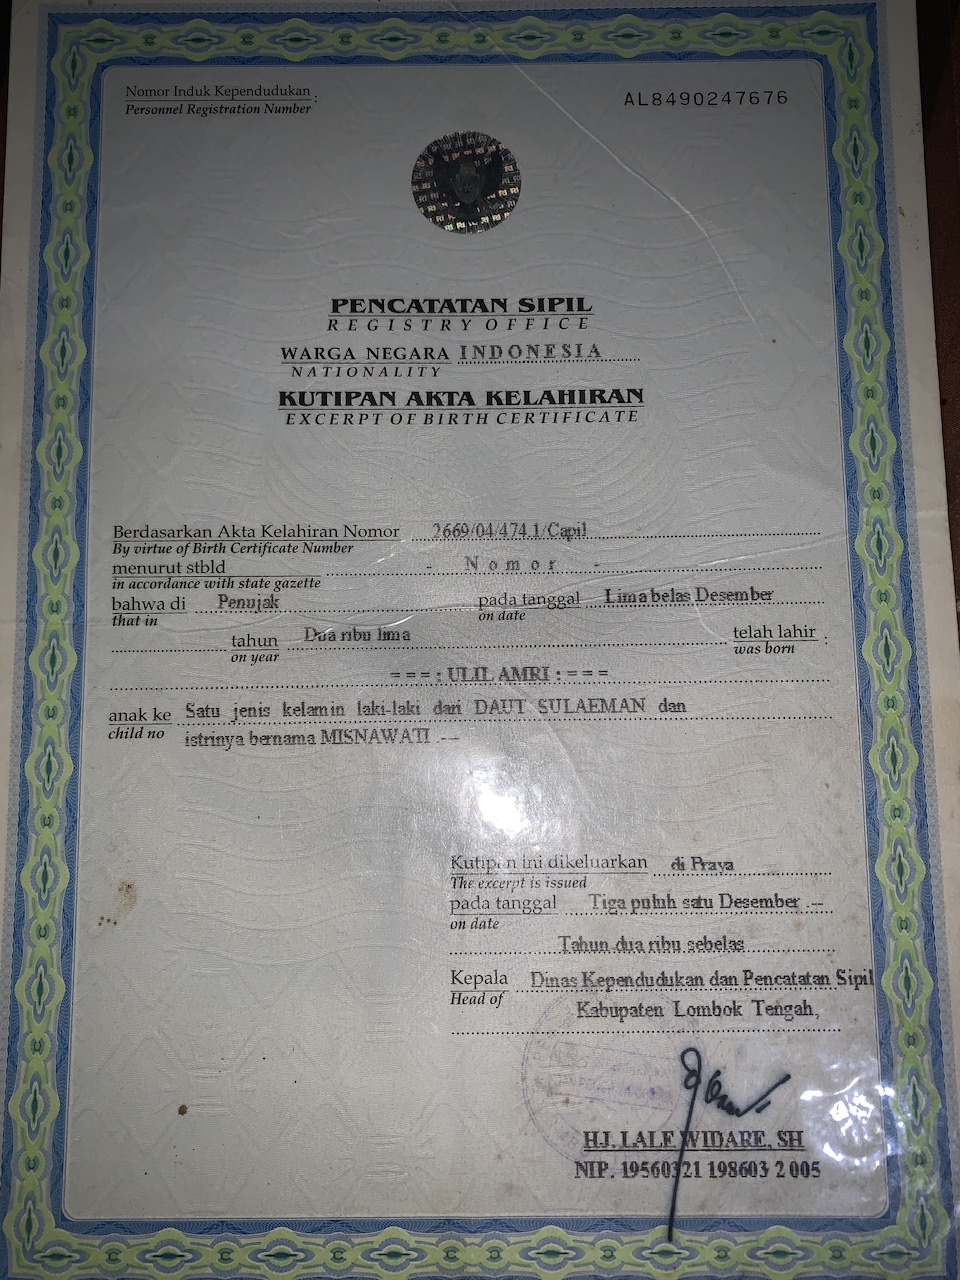 Nomor Induk Kependudukan :
Personnel Registration Number
AL8490247676
PENCATATAN SIPIL
REGISTRY OFFICE
WARGA NEGARA INDONESIA
NATIONALITY
KUTIPAN AKTA KELAHIRAN
EXCERPT OF BIRTH CERTIFICATE
Berdasarkan Akta Kelahiran Nomor 2669/04/474.1/Capil
By virtue of Birth Certificate Number
menurut stbld - Nomor -
in accordance with state gazette
bahwa di Penujak pada tanggal Lima belas Desember
that in on date
tahun Dua ribu lima telah lahir :
on year was born
= = = : ULIL AMRI : = = =
anak ke Satu jenis kelamin laki-laki dari DAUT SULAEMAN dan
child no istrinya bernama MISNAWATI .--
Kutipan ini dikeluarkan di Praya
The excerpt is issued
pada tanggal Tiga puluh satu Desember .--
on date
Tahun dua ribu sebelas
Kepala Dinas Kependudukan dan Pencatatan Sipil
Head of Kabupaten Lombok Tengah,
HJ. LALE WIDARE, SH
NIP. 19560321 198603 2 005